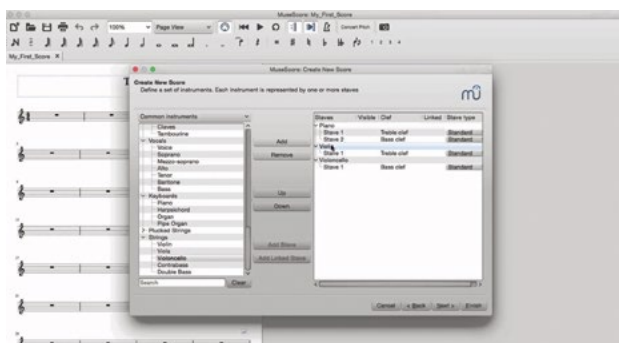 MuseScore: My_First_Score
100%
Page View
Concert Pitch
My_First_Score
MuseScore: Create New Score
Create New Score
Define a set of instruments. Each instrument is represented by one or more staves
mū
Common instruments
Claves
Tambourine
Vocals
Voice
Soprano
Mezzo-soprano
Alto
Tenor
Baritone
Bass
Keyboards
Piano
Harpsichord
Organ
Pipe Organ
Plucked Strings
Strings
Violin
Viola
Violoncello
Contrabass
Double Bass
Search
Clear
Add
Remove
Up
Down
Add Stave
Add Linked Stave
Staves Visible Clef Linked Stave type
Piano
Stave 1 Treble clef Standard
Stave 2 Bass clef Standard
Violin
Stave 1 Treble clef Standard
Violoncello
Stave 1 Bass clef Standard
Cancel < Back Next > Finish